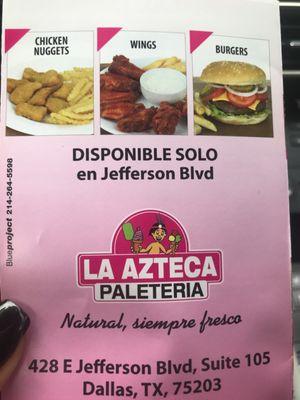 CHICKEN
NUGGETS
WINGS
BURGERS
DISPONIBLE SOLO
en Jefferson Blvd
Blueproject 214-264-5598
LA AZTECA
PALETERIA
Natural, siempre fresco
428 E Jefferson Blvd, Suite 105
Dallas, TX, 75203